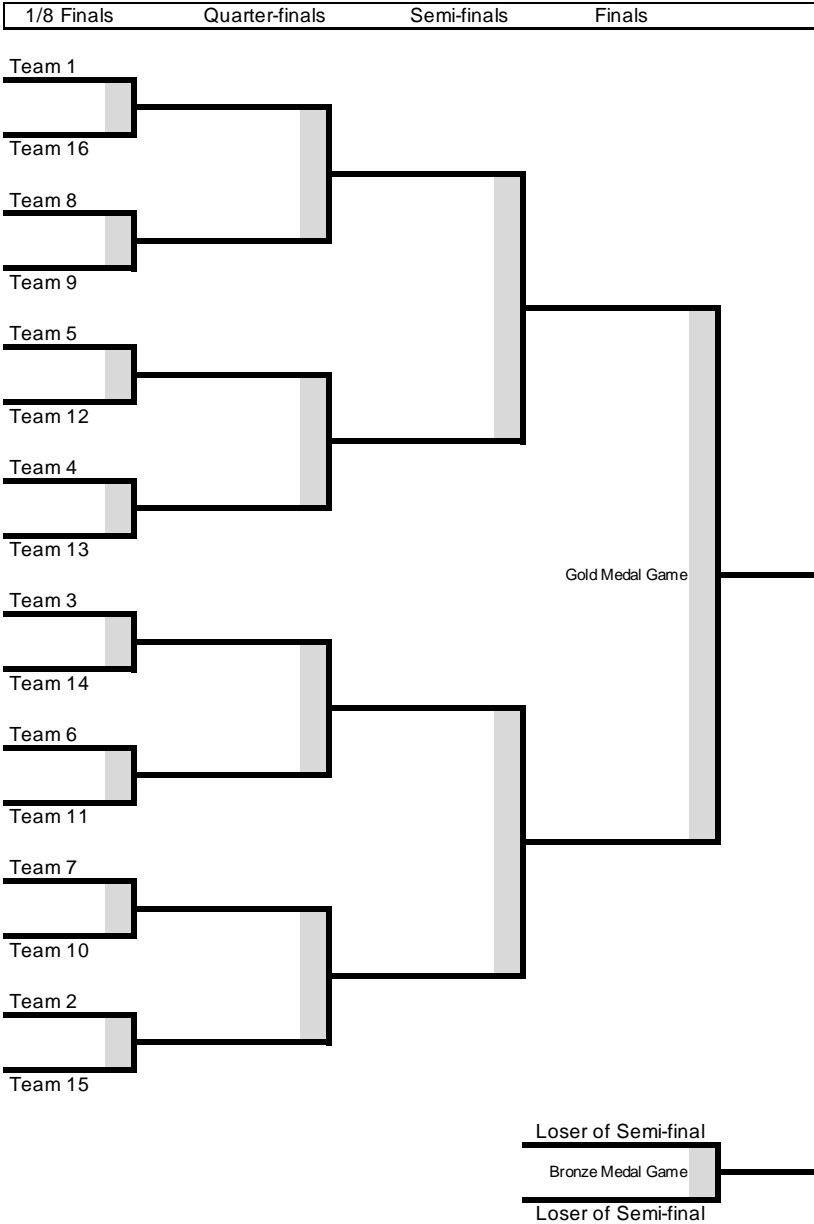 1/8 Finals Quarter-finals Semi-finals Finals
Team 1
Team 16
Team 8
Team 9
Team 5
Team 12
Team 4
Team 13
Gold Medal Game
Team 3
Team 14
Team 6
Team 11
Team 7
Team 10
Team 2
Team 15
Loser of Semi-final
Bronze Medal Game
Loser of Semi-final